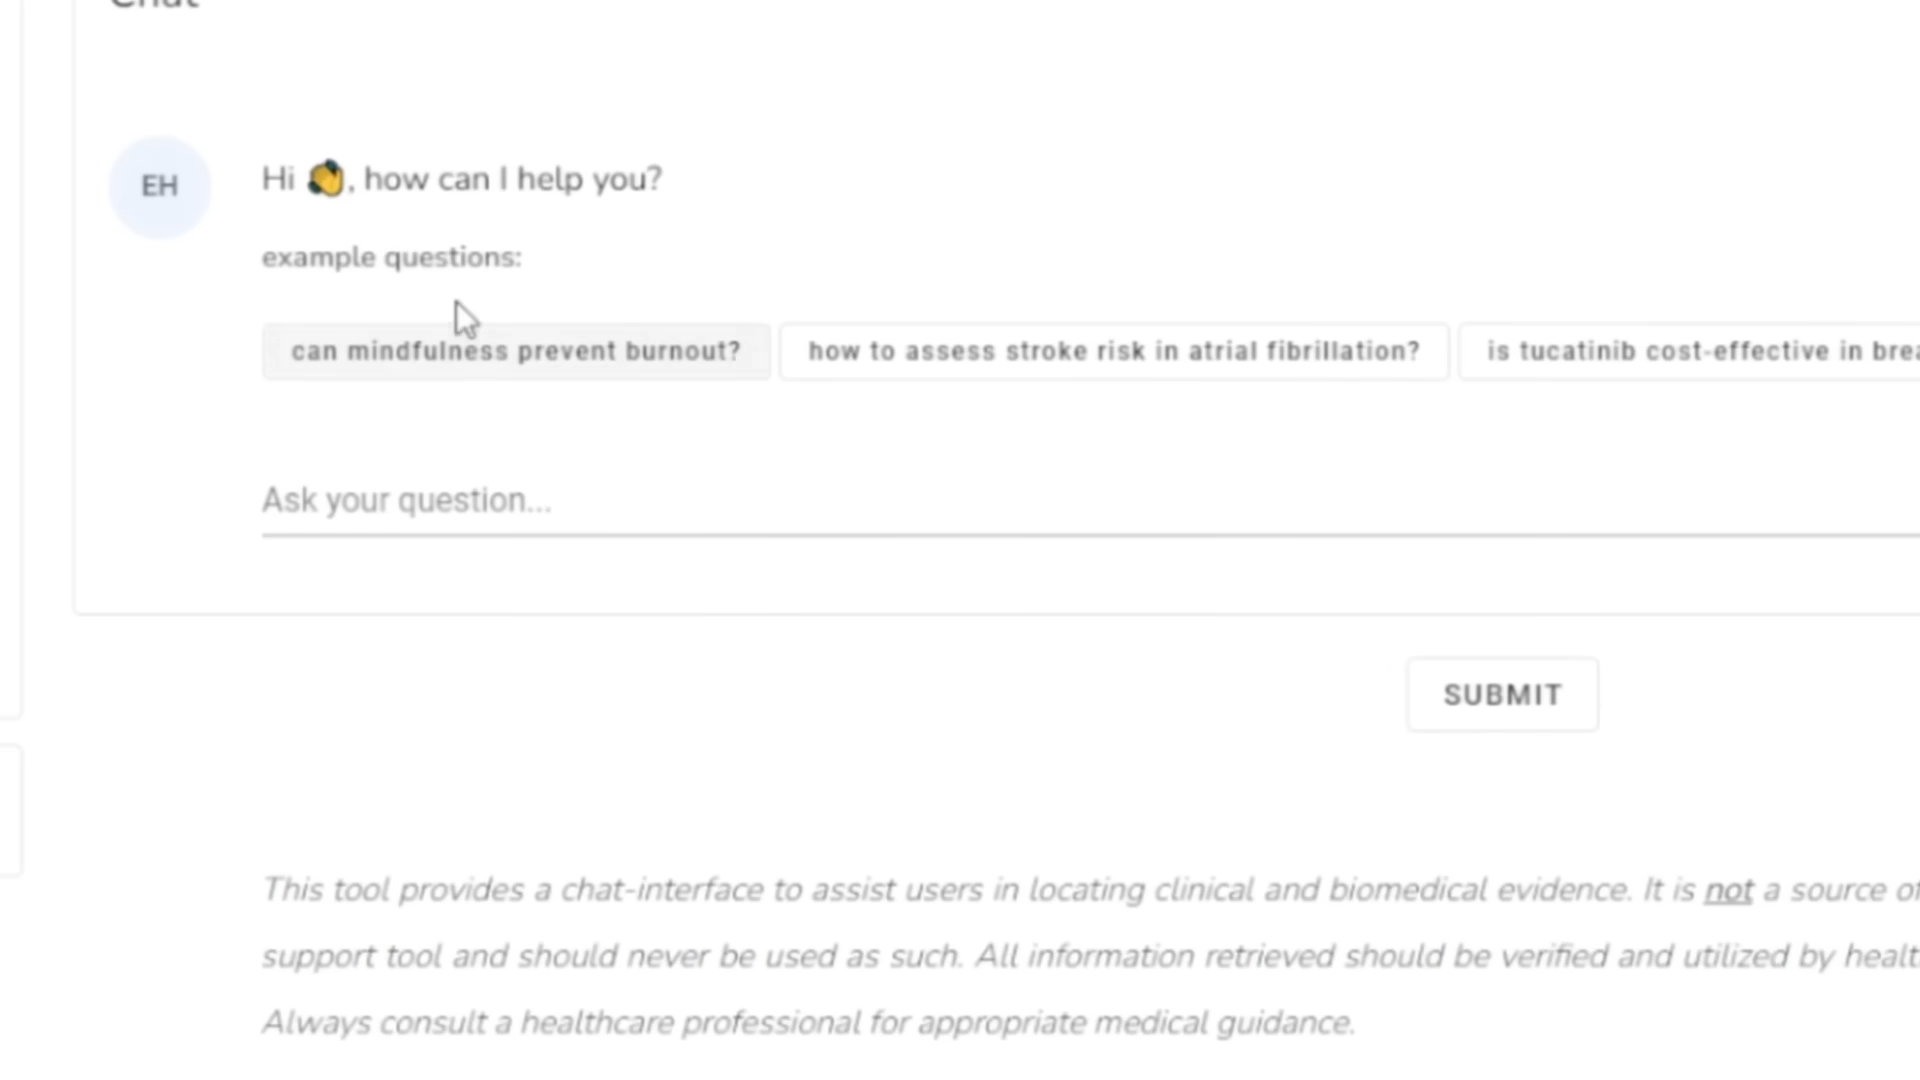 Chat
EH
Hi 👏, how can I help you?
example questions:
can mindfulness prevent burnout?
how to assess stroke risk in atrial fibrillation?
is tucatinib cost-effective in
Ask your question...
SUBMIT
This tool provides a chat-interface to assist users in locating clinical and biomedical evidence. It is not a source
support tool and should never be used as such. All information retrieved should be verified and utilized by
Always consult a healthcare professional for appropriate medical guidance.